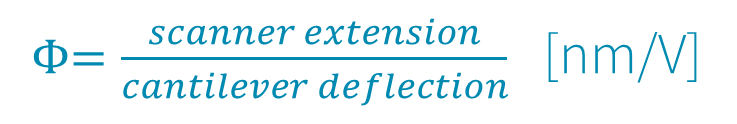 Φ= scanner extension / cantilever deflection [nm/V]